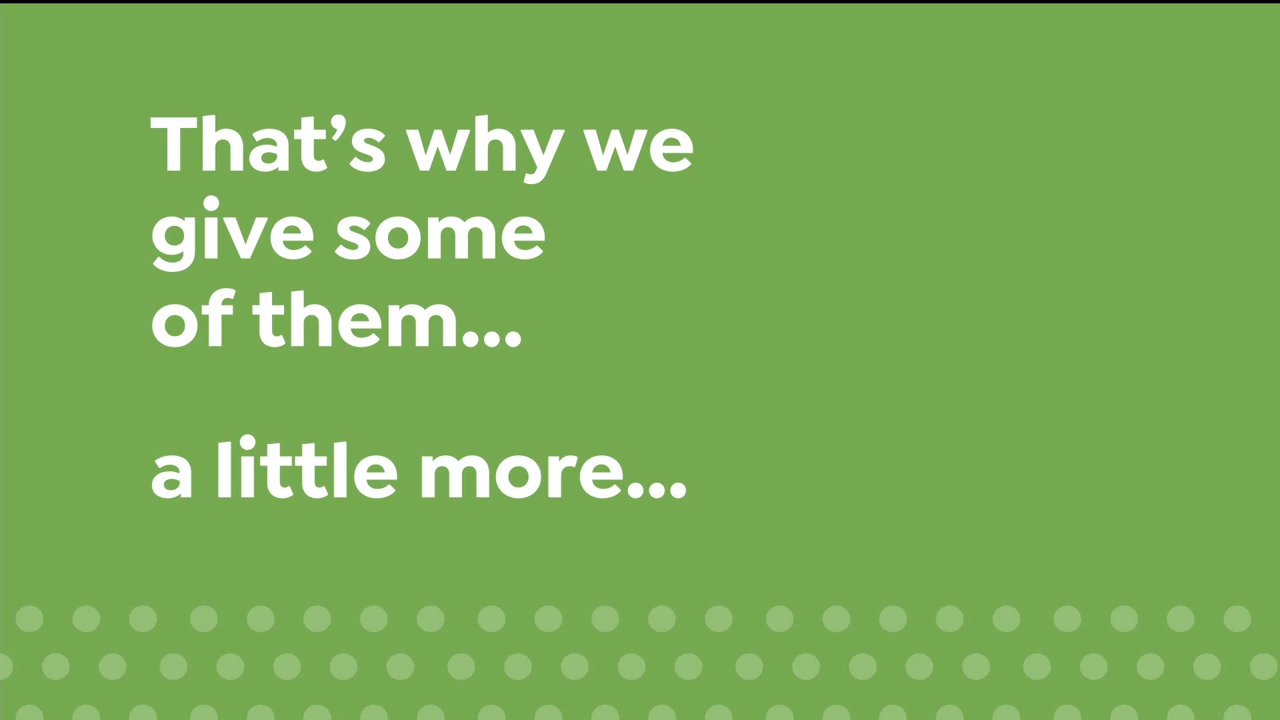 That’s why we
give some
of them...
a little more...